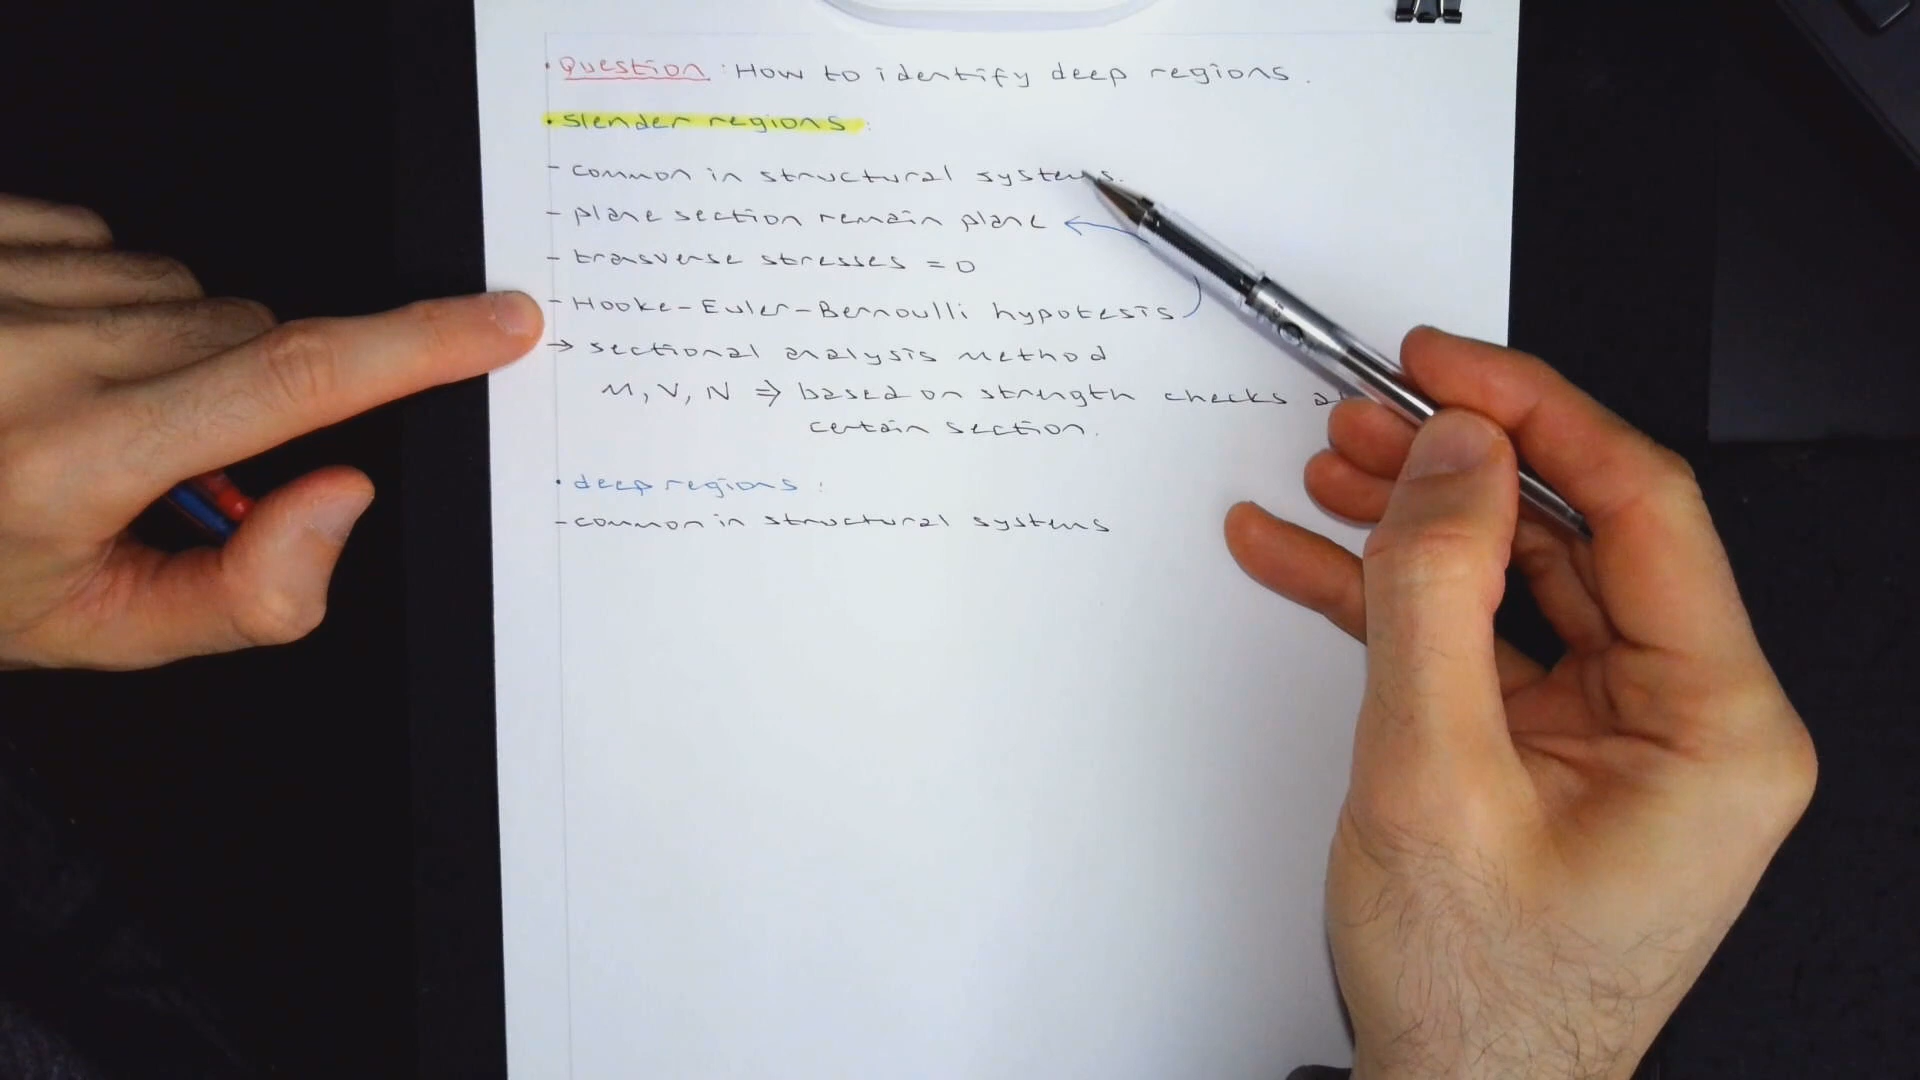 • Question : How to identify deep regions.
• slender regions :
- common in structural systems.
- plane section remain plane
- transverse stresses = 0
- Hooke-Euler-Bernoulli hypotesis
→ sectional analysis method
M, V, N ⇒ based on strength checks
certain section.
• deep regions :
- common in structural systems